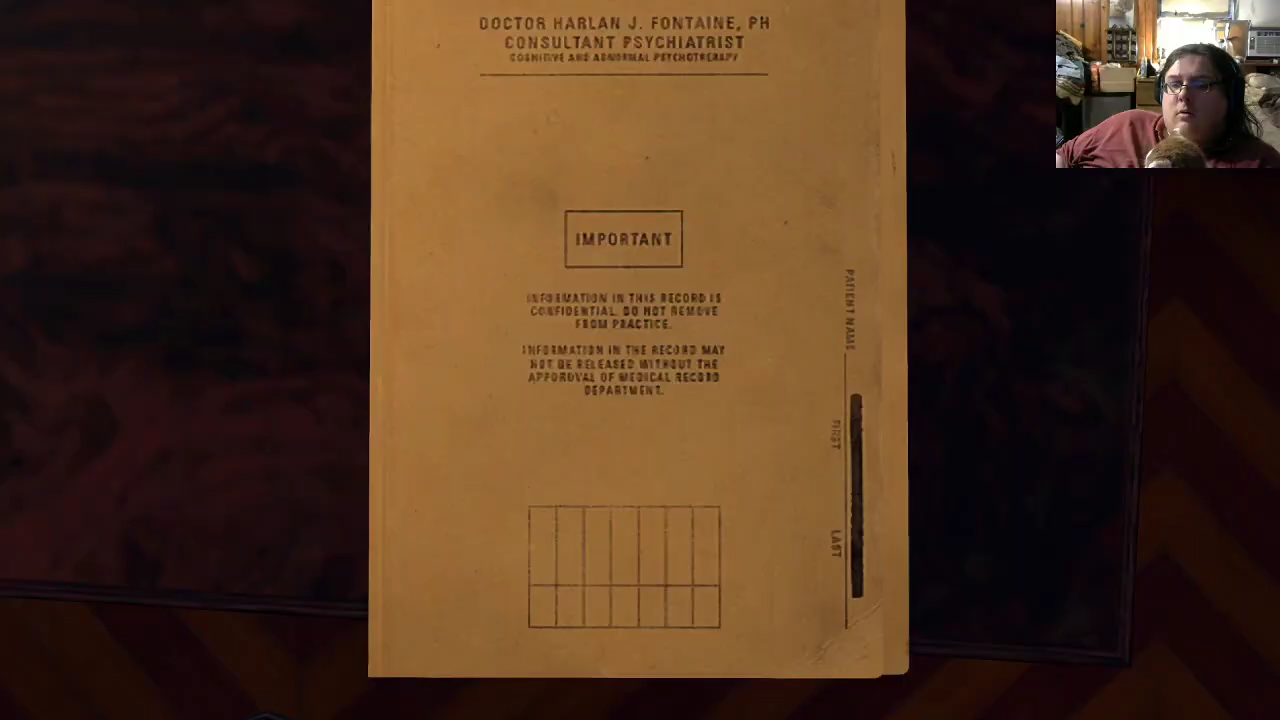 DOCTOR HARLAN J. FONTAINE, PH
CONSULTANT PSYCHIATRIST
COGNITIVE AND ABNORMAL PSYCHOTHERAPY
IMPORTANT
INFORMATION IN THIS RECORD IS
CONFIDENTIAL. DO NOT REMOVE
FROM PRACTICE.
INFORMATION IN THE RECORD MAY
NOT BE RELEASED WITHOUT THE
APPOROVAL OF MEDICAL RECORD
DEPARTMENT.
PATIENT NAME
FIRST
LAST